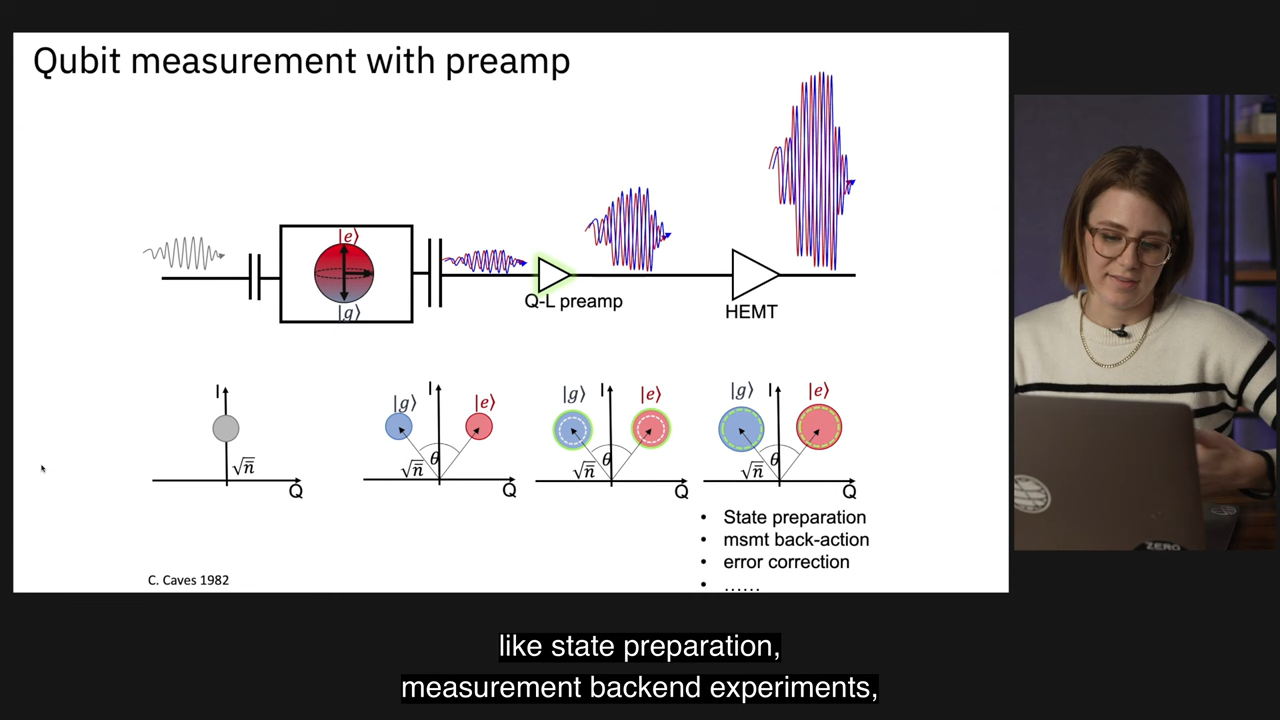 Qubit measurement with preamp
|e⟩
|g⟩
Q-L preamp
HEMT
I
√n̅
Q
|g⟩
I
|e⟩
θ
√n̅
Q
|g⟩
I
|e⟩
θ
√n̅
Q
|g⟩
I
|e⟩
θ
√n̅
Q
• State preparation
• msmt back-action
• error correction
• ......
C. Caves 1982
ZERO
like state preparation,
measurement backend experiments,